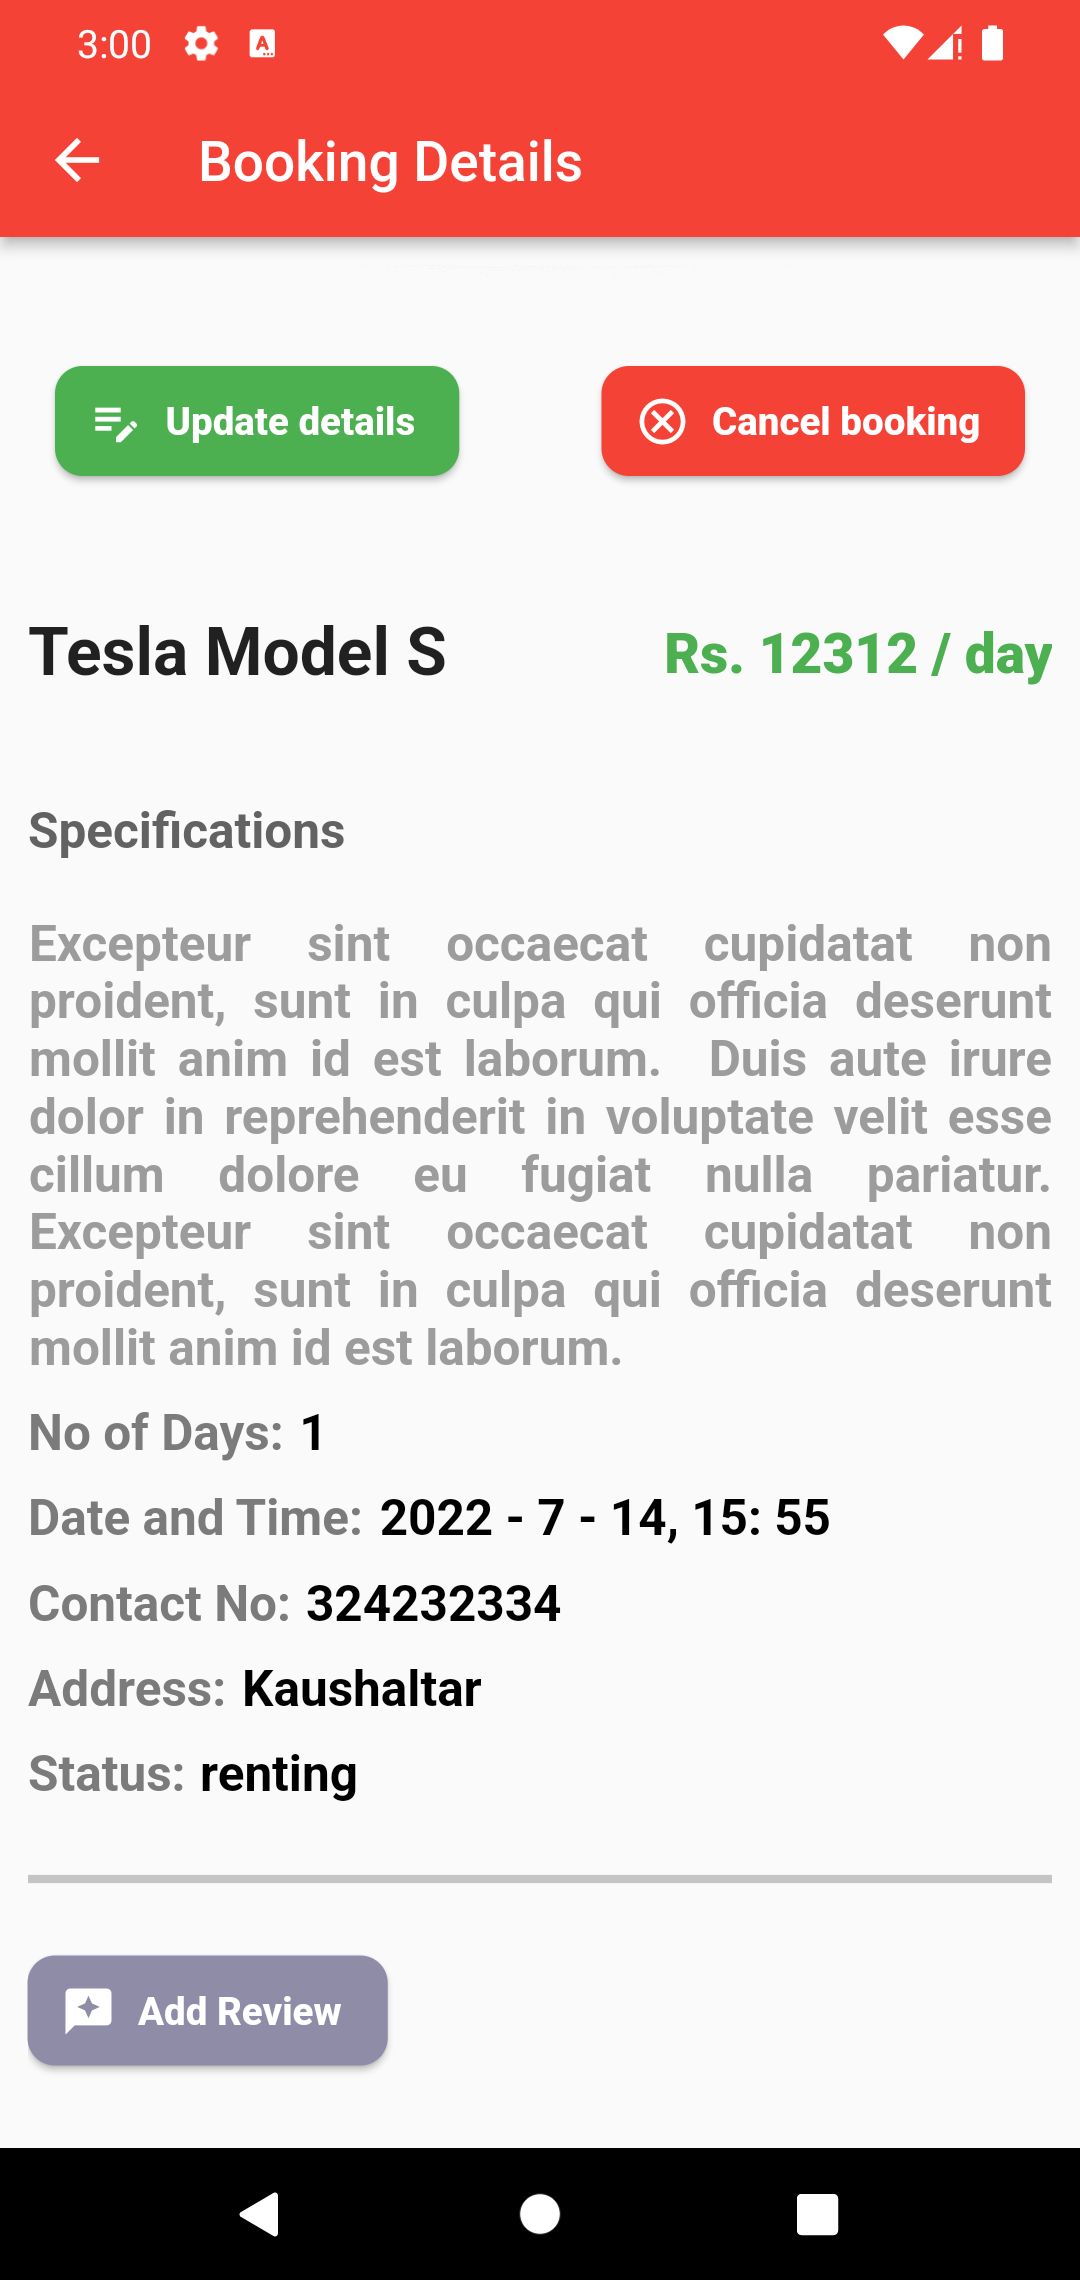 3:00
Booking Details
Update details
Cancel booking
Tesla Model S
Rs. 12312 / day
Specifications
Excepteur sint occaecat cupidatat non
proident, sunt in culpa qui officia deserunt
mollit anim id est laborum.  Duis aute irure
dolor in reprehenderit in voluptate velit esse
cillum dolore eu fugiat nulla pariatur.
Excepteur sint occaecat cupidatat non
proident, sunt in culpa qui officia deserunt
mollit anim id est laborum.
No of Days: 1
Date and Time: 2022 - 7 - 14, 15: 55
Contact No: 324232334
Address: Kaushaltar
Status: renting
Add Review